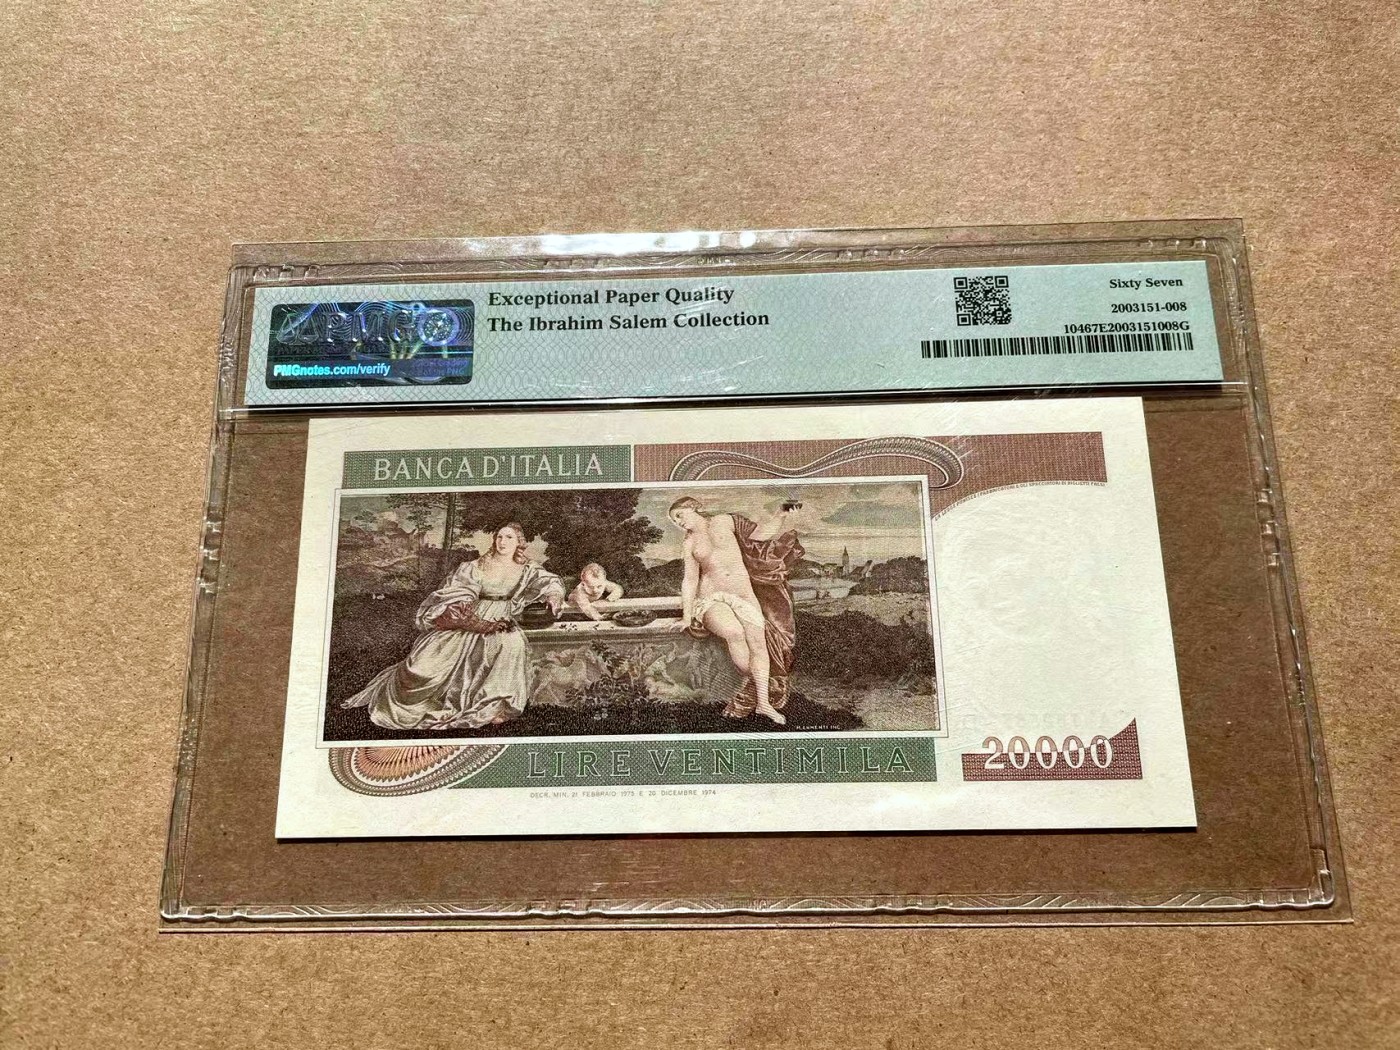 Exceptional Paper Quality
The Ibrahim Salem Collection
PMGnotes.com/verify
Sixty Seven
2003151-008
10467E2003151008G
BANCA D'ITALIA
LIRE VENTIMILA
20000
DECR. MIN. 21 FEBBRAIO 1975 E 20 DICEMBRE 1974